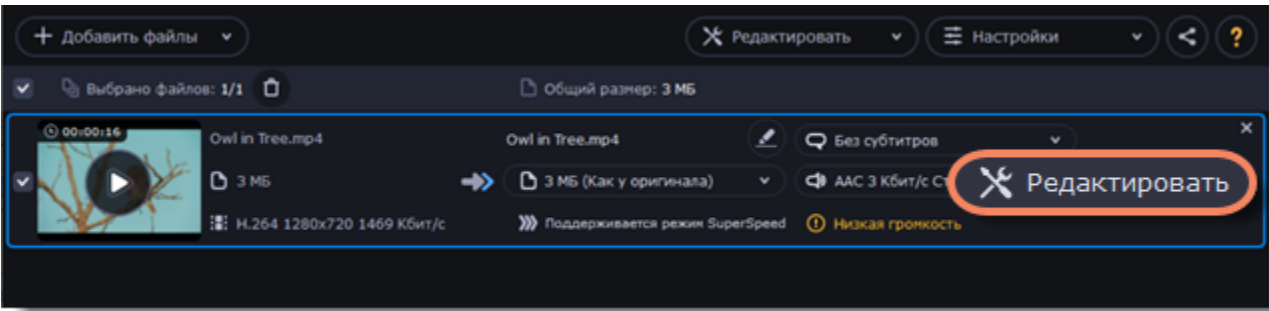 Добавить файлы
Редактировать
Настройки
?
Выбрано файлов: 1/1
Общий размер: 3 МБ
00:00:16
Owl in Tree.mp4
Owl in Tree.mp4
Без субтитров
3 МБ
3 МБ (Как у оригинала)
AAC 3 Кбит/с Ст
Редактировать
H.264 1280x720 1469 Кбит/с
Поддерживается режим SuperSpeed
Низкая громкость